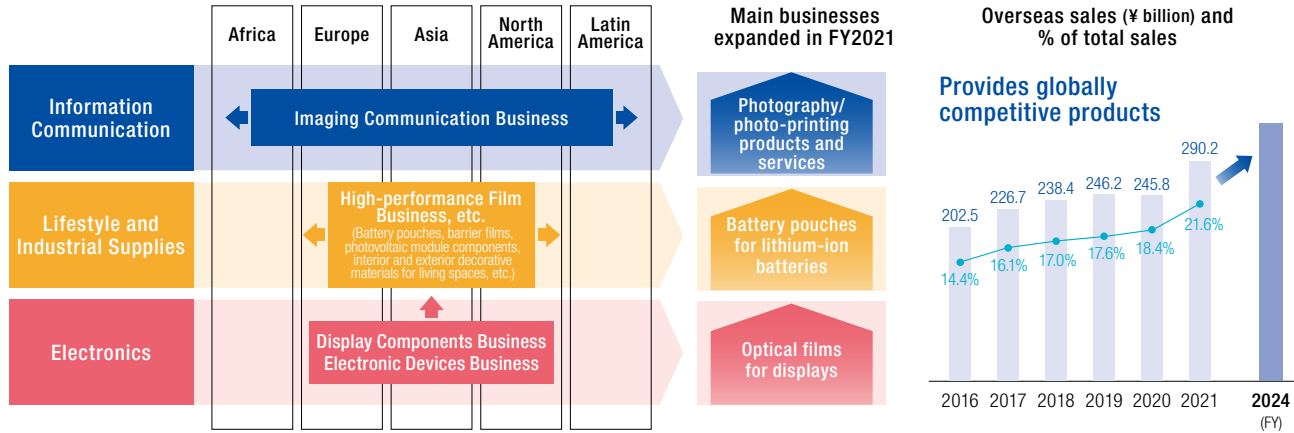 Africa
Europe
Asia
North
America
Latin
America
Main businesses
expanded in FY2021
Overseas sales (¥ billion) and
% of total sales
Information
Communication
Imaging Communication Business
Photography/
photo-printing
products and
services
Lifestyle and
Industrial Supplies
High-performance Film
Business, etc.
(Battery pouches, barrier films,
photovoltaic module components,
interior and exterior decorative
materials for living spaces, etc.)
Battery pouches
for lithium-ion
batteries
Electronics
Display Components Business
Electronic Devices Business
Optical films
for displays
Provides globally
competitive products
202.5
226.7
238.4
246.2
245.8
290.2
14.4%
16.1%
17.0%
17.6%
18.4%
21.6%
2016
2017
2018
2019
2020
2021
2024
(FY)